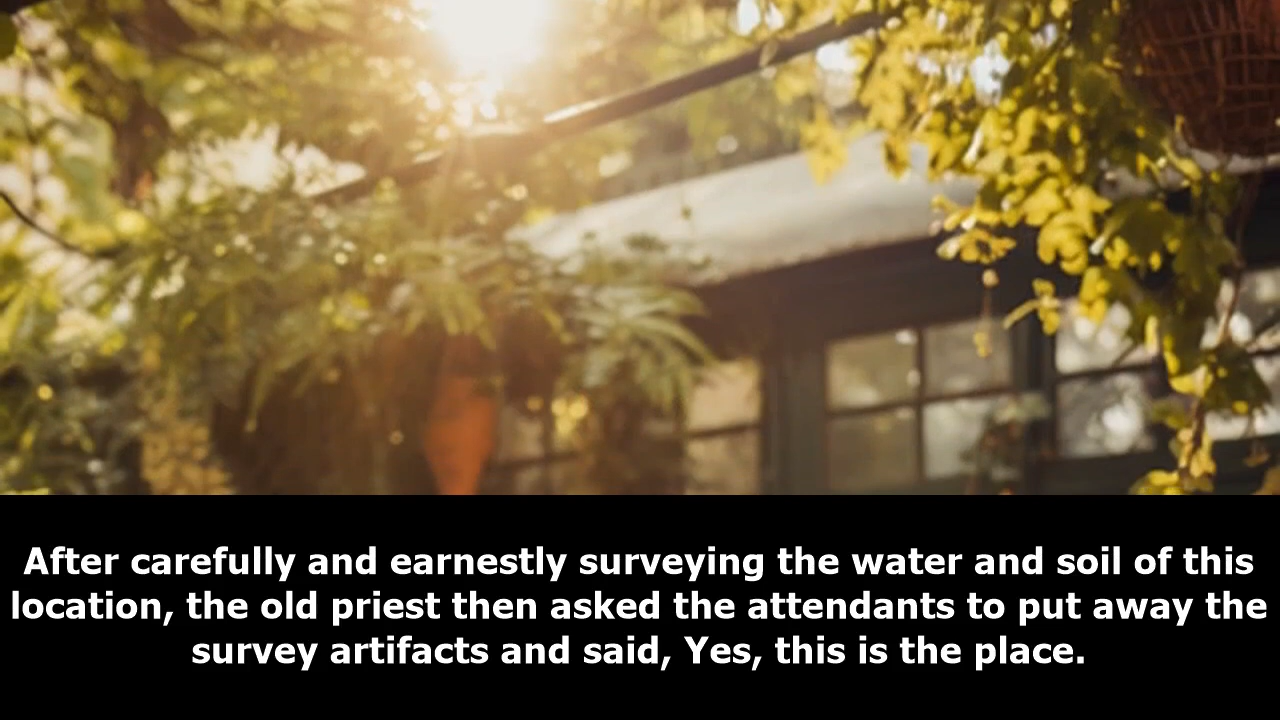 After carefully and earnestly surveying the water and soil of this
location, the old priest then asked the attendants to put away the
survey artifacts and said, Yes, this is the place.